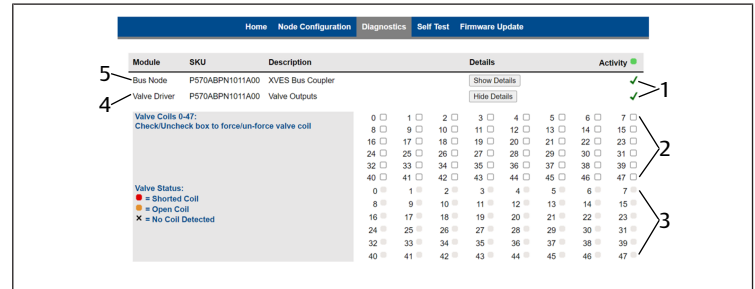 Home Node Configuration Diagnostics Self Test Firmware Update
Module SKU Description Details Activity
5 Bus Node P570ABPN1011A00 XVES Bus Coupler Show Details 1
4 Valve Driver P570ABPN1011A00 Valve Outputs Hide Details
Valve Coils 0-47: 0 1 2 3 4 5 6 7
Check/Uncheck box to force/un-force valve coil
8 9 10 11 12 13 14 15
16 17 18 19 20 21 22 23
2
24 25 26 27 28 29 30 31
32 33 34 35 36 37 38 39
40 41 42 43 44 45 46 47
Valve Status: 0 1 2 3 4 5 6 7
= Shorted Coil
8 9 10 11 12 13 14 15
= Open Coil
X = No Coil Detected 16 17 18 19 20 21 22 23
3
24 25 26 27 28 29 30 31
32 33 34 35 36 37 38 39
40 41 42 43 44 45 46 47